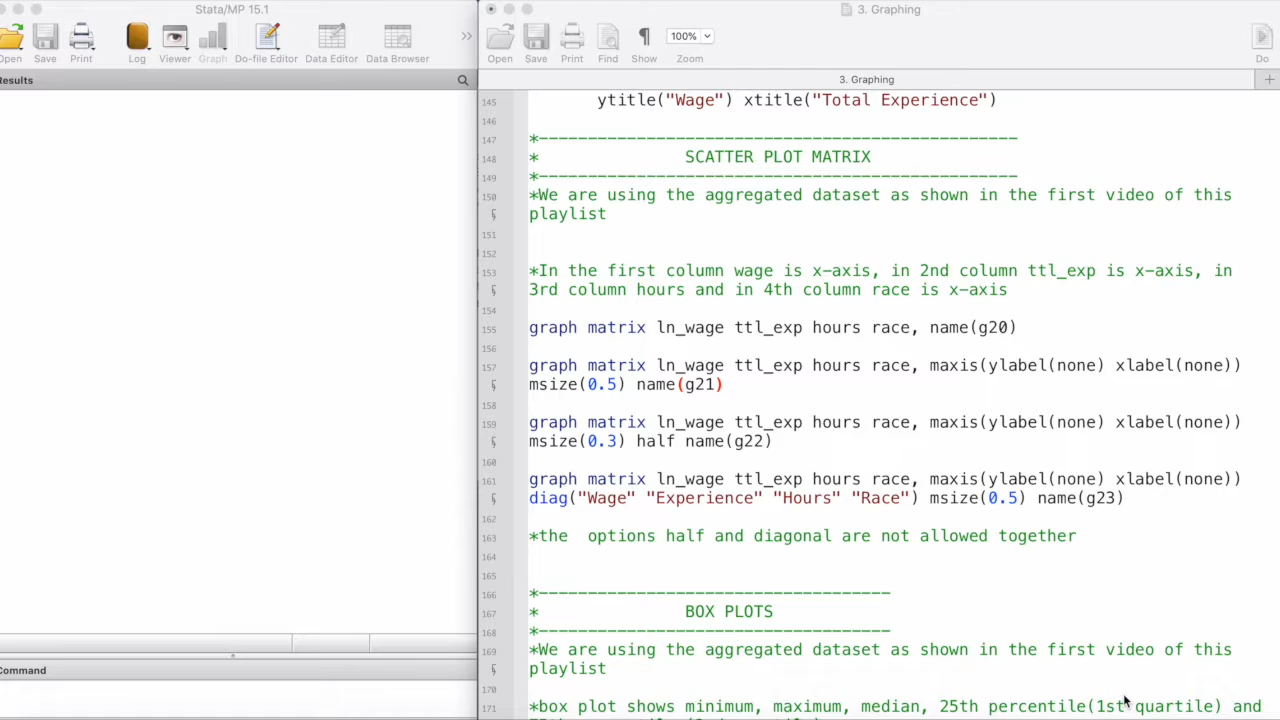 Stata/MP 15.1
3. Graphing
Open Save Print Log Viewer Graph Do-file Editor Data Editor Data Browser
Open Save Print Find Show 100% Zoom Do
Results
3. Graphing
145 ytitle("Wage") xtitle("Total Experience")
146
147 *-------------------------------------------------
148 * SCATTER PLOT MATRIX
149 *-------------------------------------------------
150 *We are using the aggregated dataset as shown in the first video of this
playlist
151
152
153 *In the first column wage is x-axis, in 2nd column ttl_exp is x-axis, in
3rd column hours and in 4th column race is x-axis
154
155 graph matrix ln_wage ttl_exp hours race, name(g20)
156
157 graph matrix ln_wage ttl_exp hours race, maxis(ylabel(none) xlabel(none))
msize(0.5) name(g21)
158
159 graph matrix ln_wage ttl_exp hours race, maxis(ylabel(none) xlabel(none))
msize(0.3) half name(g22)
160
161 graph matrix ln_wage ttl_exp hours race, maxis(ylabel(none) xlabel(none))
diag("Wage" "Experience" "Hours" "Race") msize(0.5) name(g23)
162
163 *the  options half and diagonal are not allowed together
164
165
166 *------------------------------------
167 * BOX PLOTS
168 *------------------------------------
169 *We are using the aggregated dataset as shown in the first video of this
playlist
170
171 *box plot shows minimum, maximum, median, 25th percentile(1st quartile) and
Command